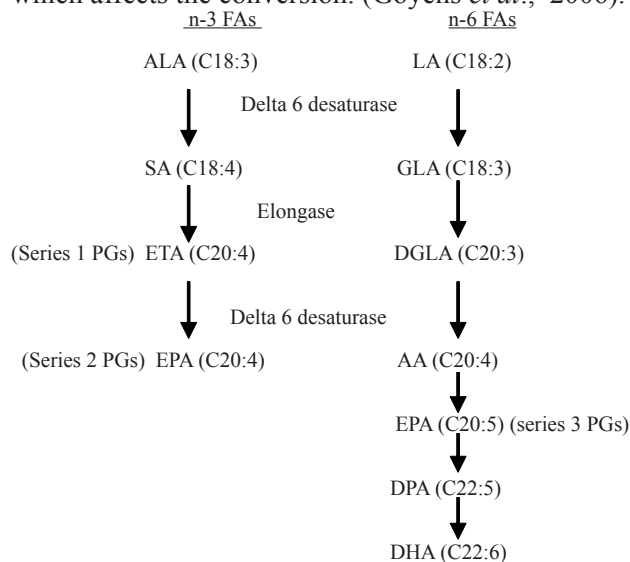 which affects the conversion. (Goyens et al., 2006).
n-3 FAs n-6 FAs
ALA (C18:3) LA (C18:2)
Delta 6 desaturase
SA (C18:4) GLA (C18:3)
Elongase
(Series 1 PGs) ETA (C20:4) DGLA (C20:3)
Delta 6 desaturase
(Series 2 PGs) EPA (C20:4) AA (C20:4)
EPA (C20:5) (series 3 PGs)
DPA (C22:5)
DHA (C22:6)